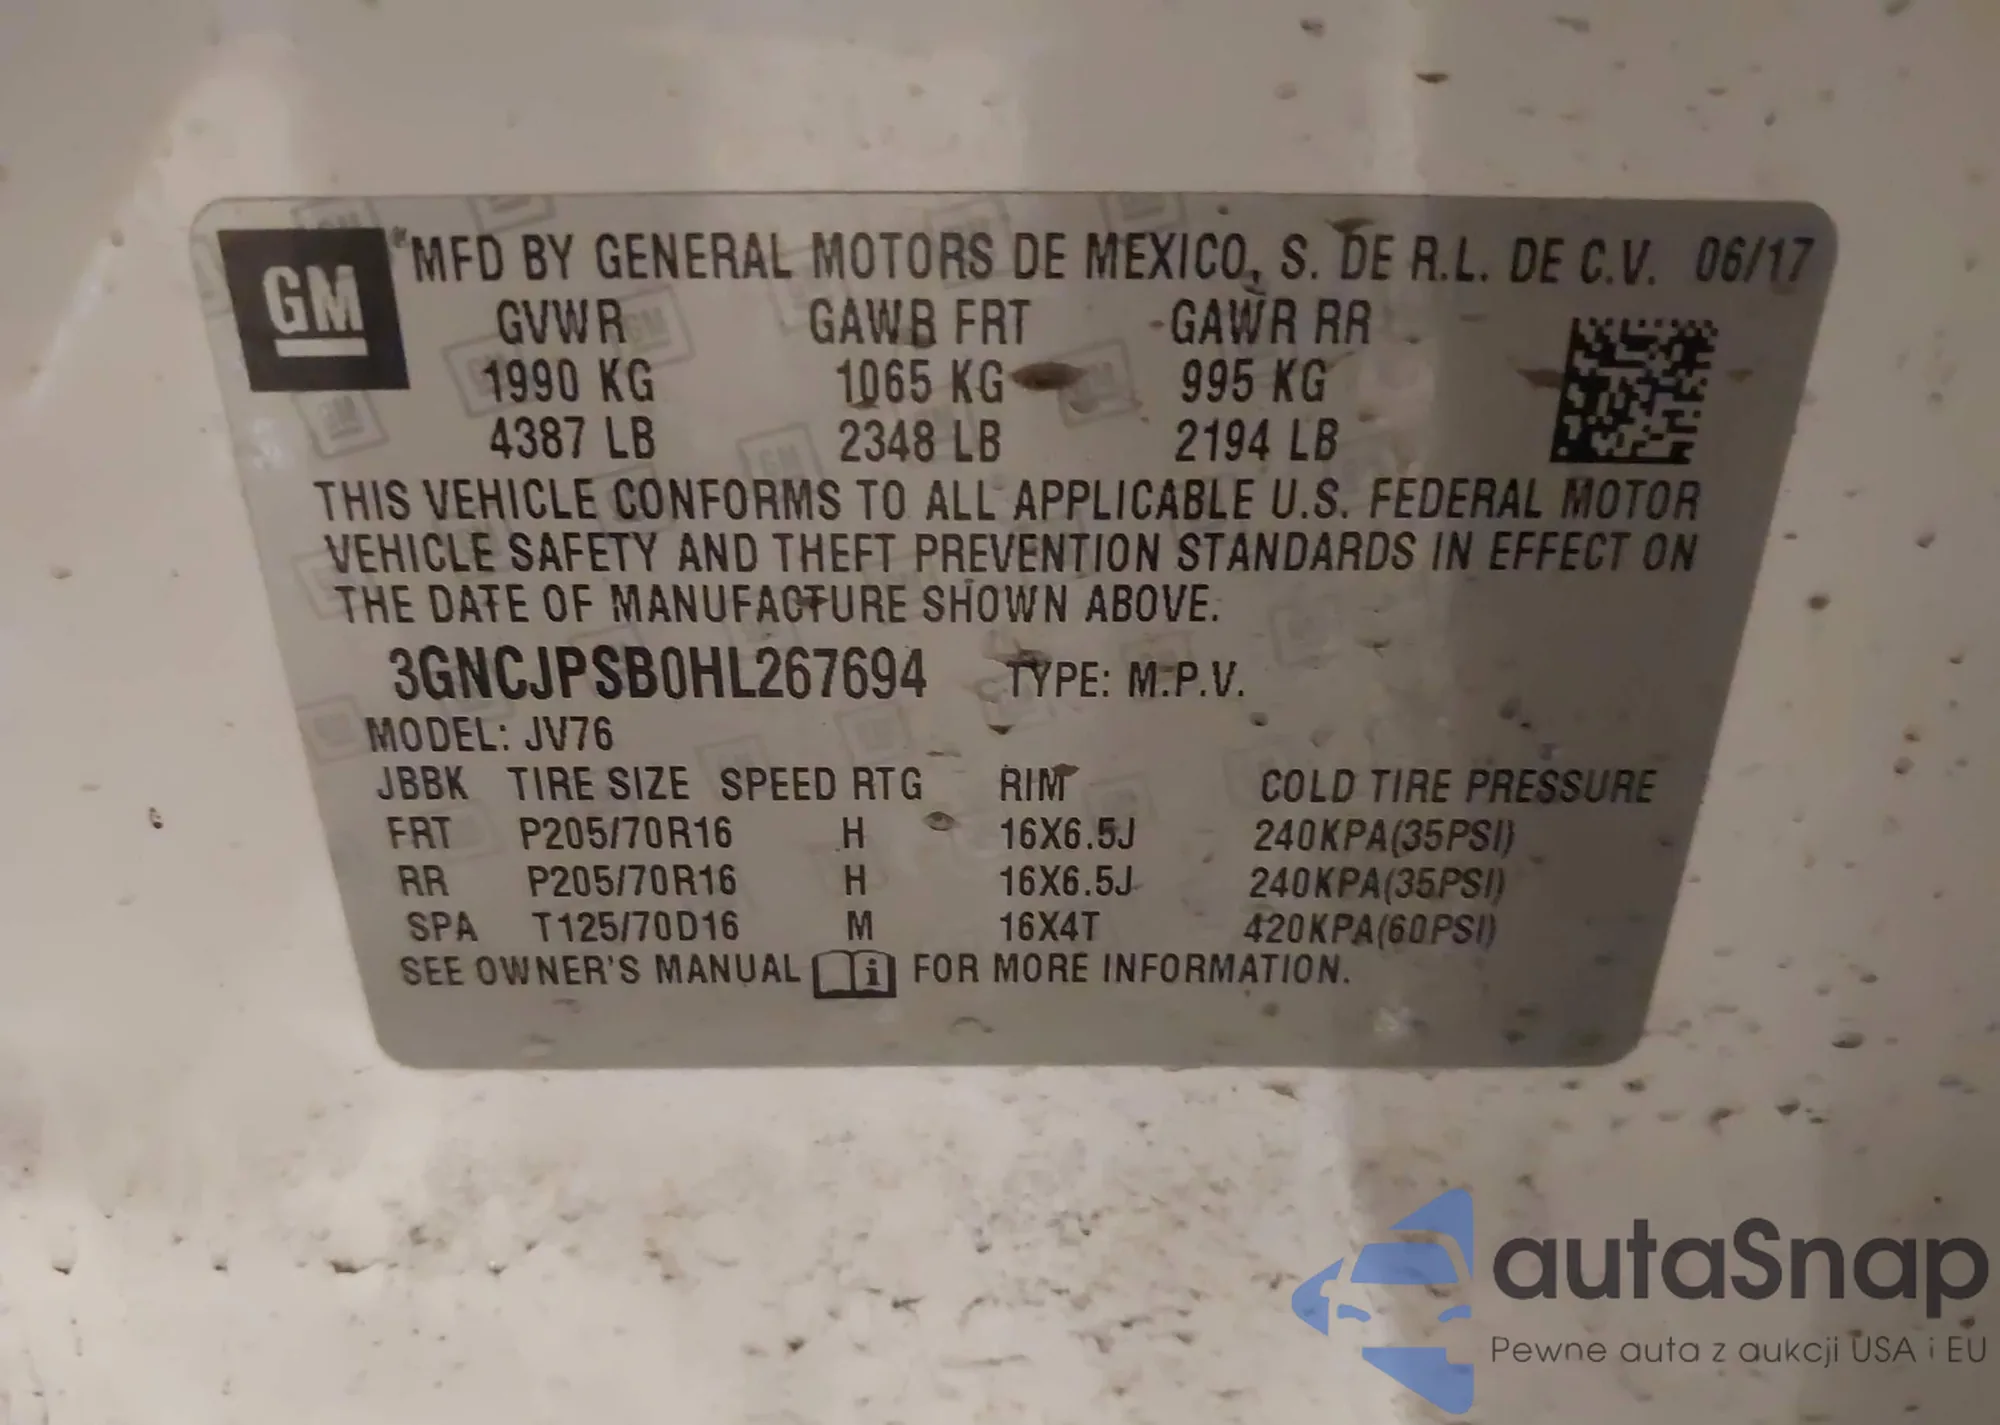 GM
MFD BY GENERAL MOTORS DE MEXICO, S. DE R.L. DE C.V. 06/17
GVWR GAWR FRT GAWR RR
1990 KG 1065 KG 995 KG
4387 LB 2348 LB 2194 LB
THIS VEHICLE CONFORMS TO ALL APPLICABLE U.S. FEDERAL MOTOR
VEHICLE SAFETY AND THEFT PREVENTION STANDARDS IN EFFECT ON
THE DATE OF MANUFACTURE SHOWN ABOVE.
3GNCJPSB0HL267694 TYPE: M.P.V.
MODEL: JV76
JBBK TIRE SIZE SPEED RTG RIM COLD TIRE PRESSURE
FRT P205/70R16 H 16X6.5J 240KPA(35PSI)
RR P205/70R16 H 16X6.5J 240KPA(35PSI)
SPA T125/70D16 M 16X4T 420KPA(60PSI)
SEE OWNER'S MANUAL i FOR MORE INFORMATION.
autaSnap
Pewne auta z aukcji USA i EU